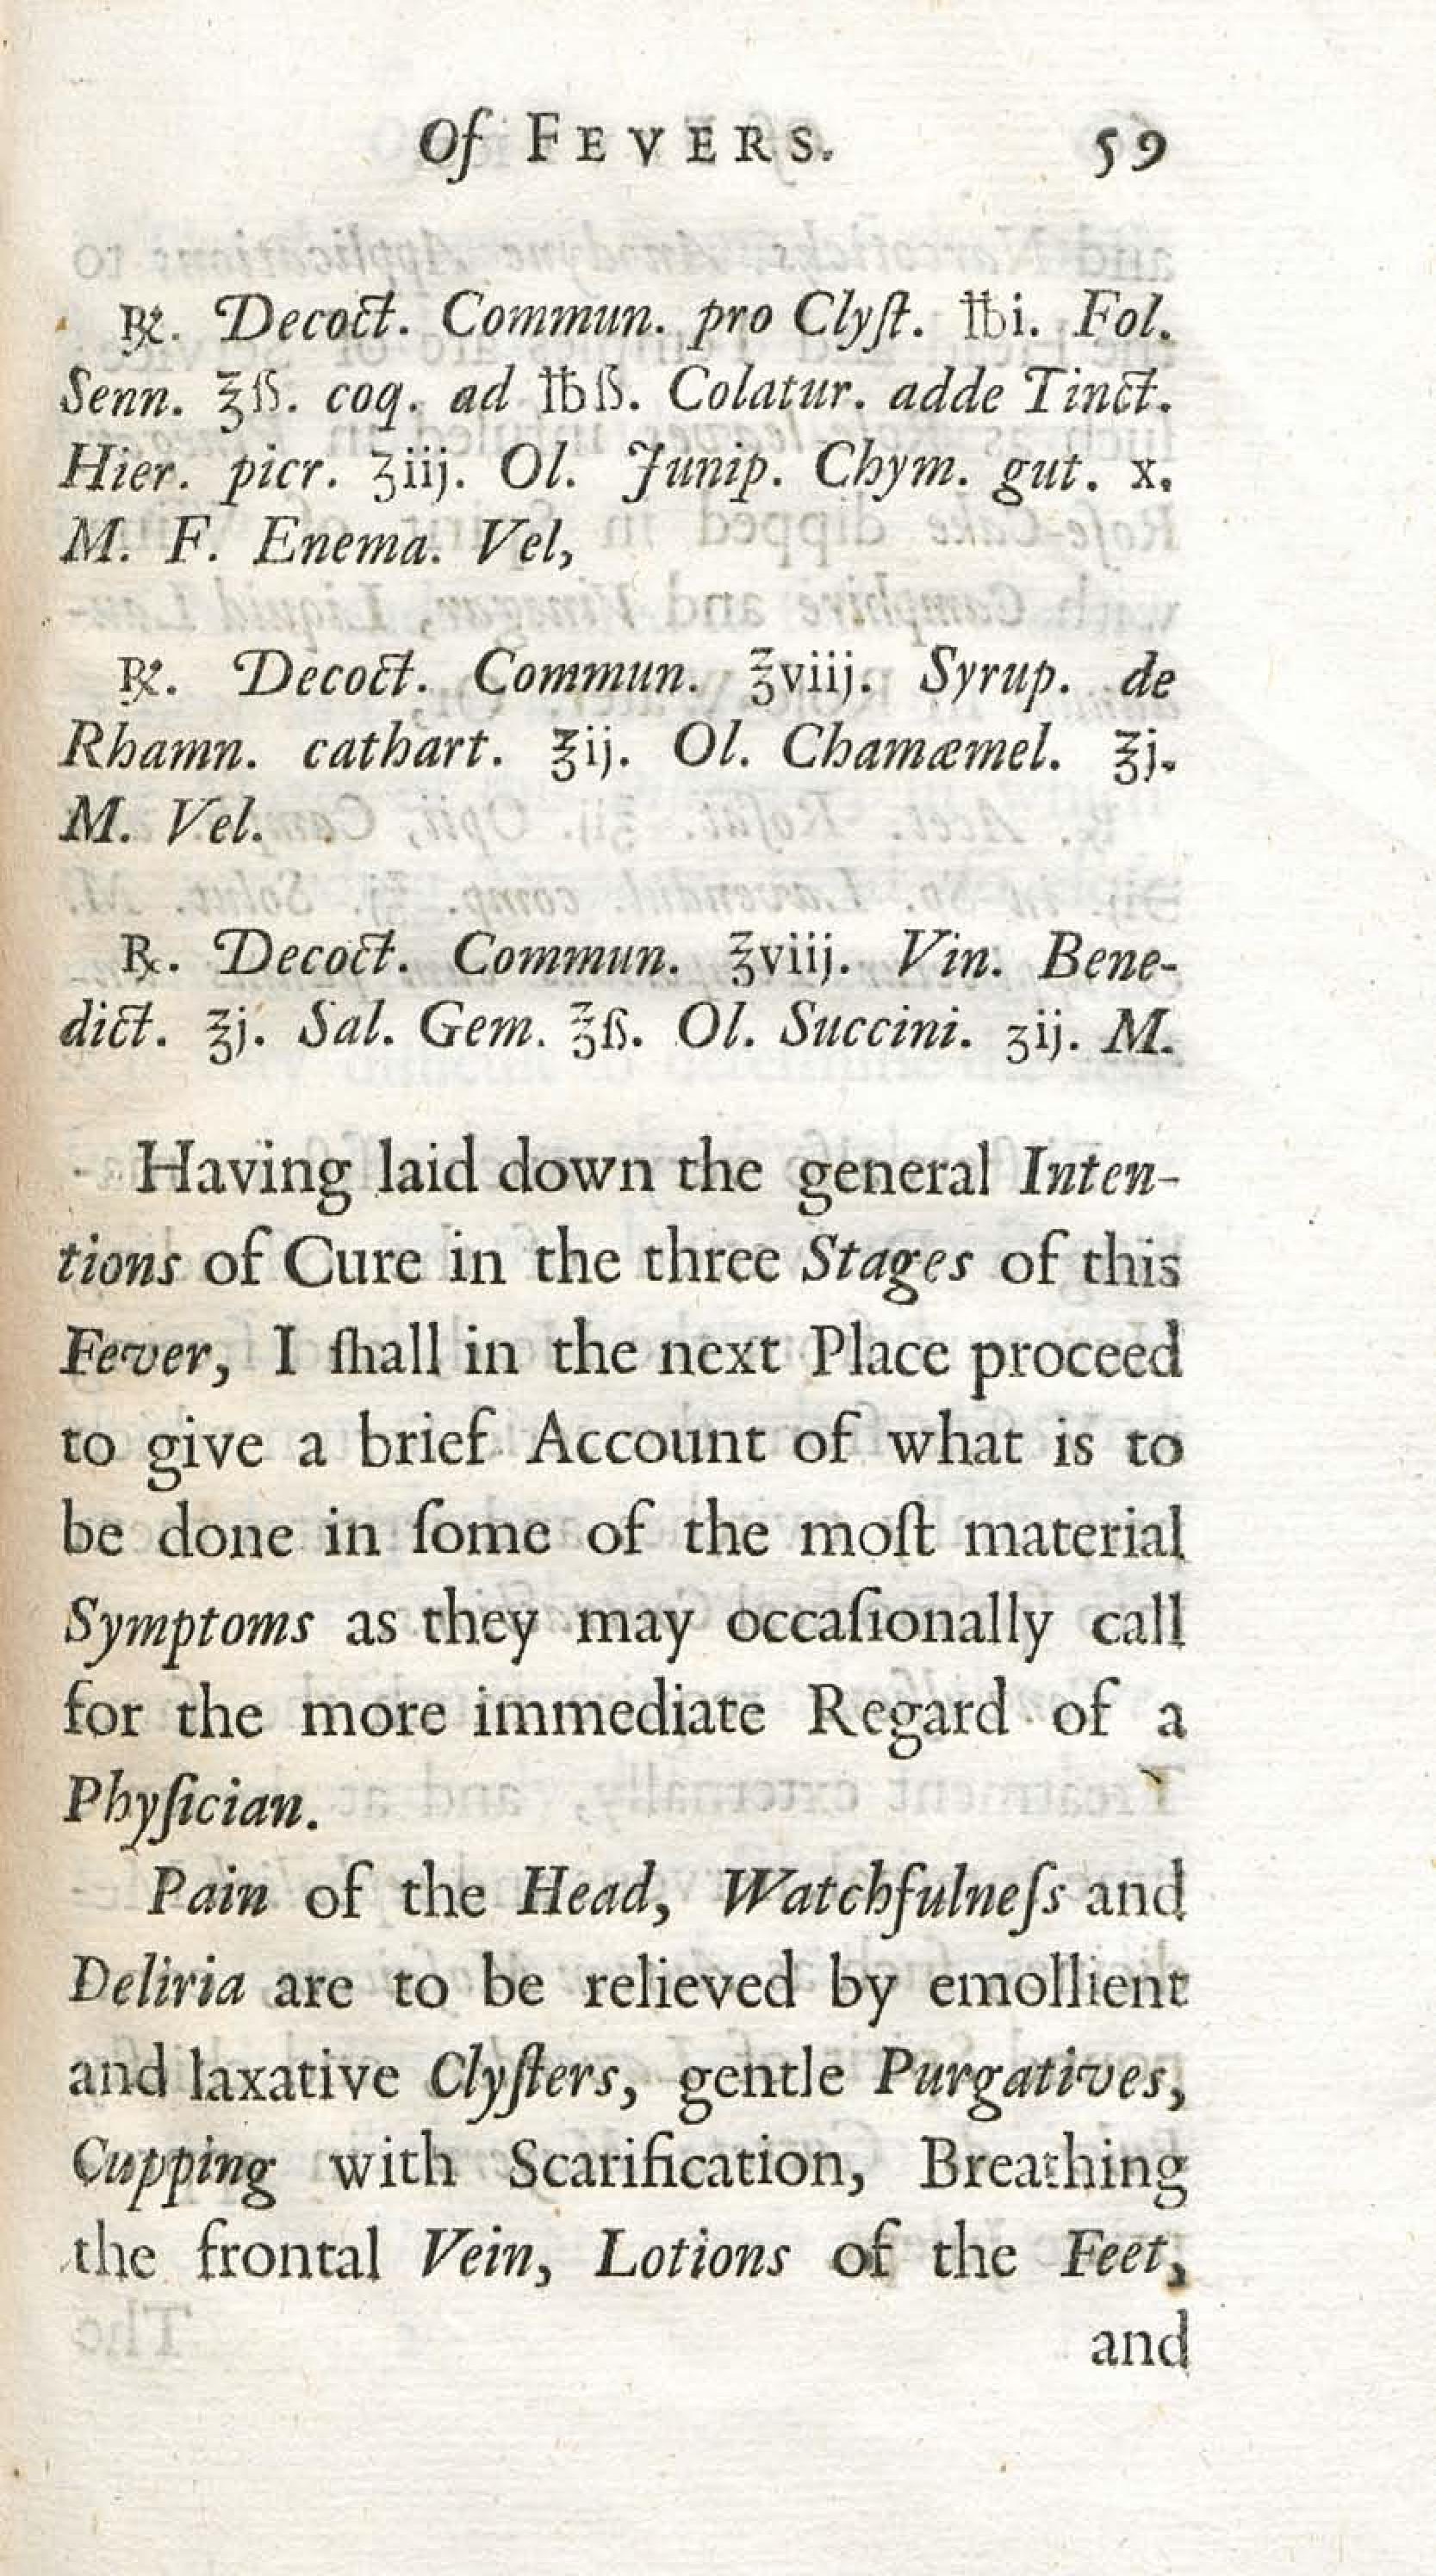 Of FEVERS. 59
℞. Decoct. Commun. pro Clyſt. ℔i. Fol.
Senn. ℥ß. coq. ad ℔ß. Colatur. adde Tinct.
Hier. picr. ʒiij. Ol. Junip. Chym. gut. x.
M. F. Enema. Vel,
℞. Decoct. Commun. ℥viij. Syrup. de
Rhamn. cathart. ℥ij. Ol. Chamæmel. ℥j.
M. Vel.
℞. Decoct. Commun. ℥viij. Vin. Bene-
dict. ℥j. Sal. Gem. ℥ß. Ol. Succini. ʒij. M.
Having laid down the general Inten-
tions of Cure in the three Stages of this
Fever, I ſhall in the next Place proceed
to give a brief Account of what is to
be done in ſome of the moſt material
Symptoms as they may occaſionally call
for the more immediate Regard of a
Phyſician.
Pain of the Head, Watchfulneſs and
Deliria are to be relieved by emollient
and laxative Clyſters, gentle Purgatives,
Cupping with Scarification, Breathing
the frontal Vein, Lotions of the Feet,
and